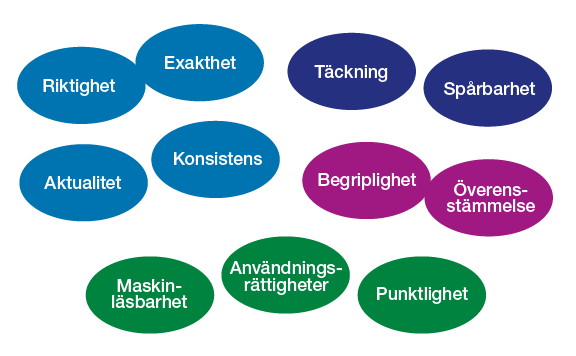 Riktighet
Exakthet
Täckning
Spårbarhet
Aktualitet
Konsistens
Begriplighet
Överens-
stämmelse
Maskin-
läsbarhet
Användnings-
rättigheter
Punktlighet